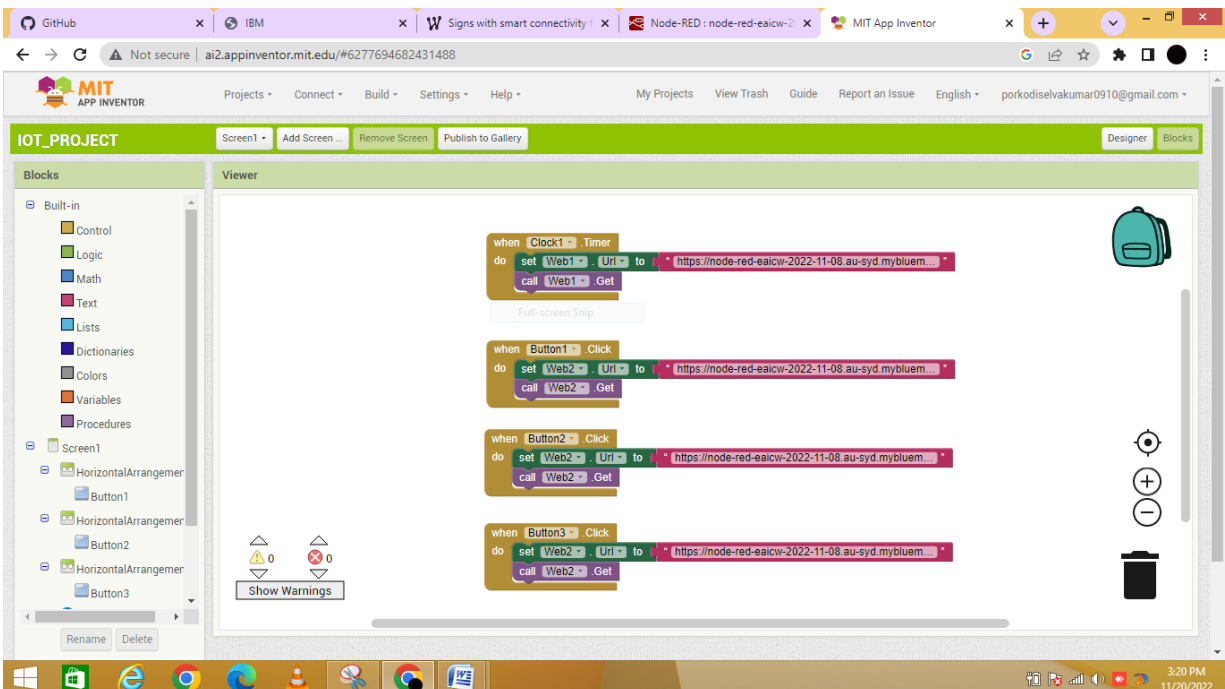 GitHub IBM Signs with smart connectivity f Node-RED : node-red-eaicw-2 MIT App Inventor
Not secure ai2.appinventor.mit.edu/#6277694682431488
MIT APP INVENTOR Projects Connect Build Settings Help My Projects View Trash Guide Report an Issue English porkodiselvakumar0910@gmail.com
IOT_PROJECT Screen1 Add Screen ... Remove Screen Publish to Gallery Designer Blocks
Blocks Viewer
Built-in
Control
Logic
Math
Text
Lists
Dictionaries
Colors
Variables
Procedures
Screen1
HorizontalArrangemen
Button1
HorizontalArrangemen
Button2
HorizontalArrangemen
Button3
Rename Delete
when Clock1 .Timer
do set Web1 . Url to " https://node-red-eaicw-2022-11-08.au-syd.mybluem... "
call Web1 .Get
Full-screen Snip
when Button1 .Click
do set Web2 . Url to " https://node-red-eaicw-2022-11-08.au-syd.mybluem... "
call Web2 .Get
when Button2 .Click
do set Web2 . Url to " https://node-red-eaicw-2022-11-08.au-syd.mybluem... "
call Web2 .Get
when Button3 .Click
do set Web2 . Url to " https://node-red-eaicw-2022-11-08.au-syd.mybluem... "
call Web2 .Get
0 0
Show Warnings
3:20 PM
11/20/2022